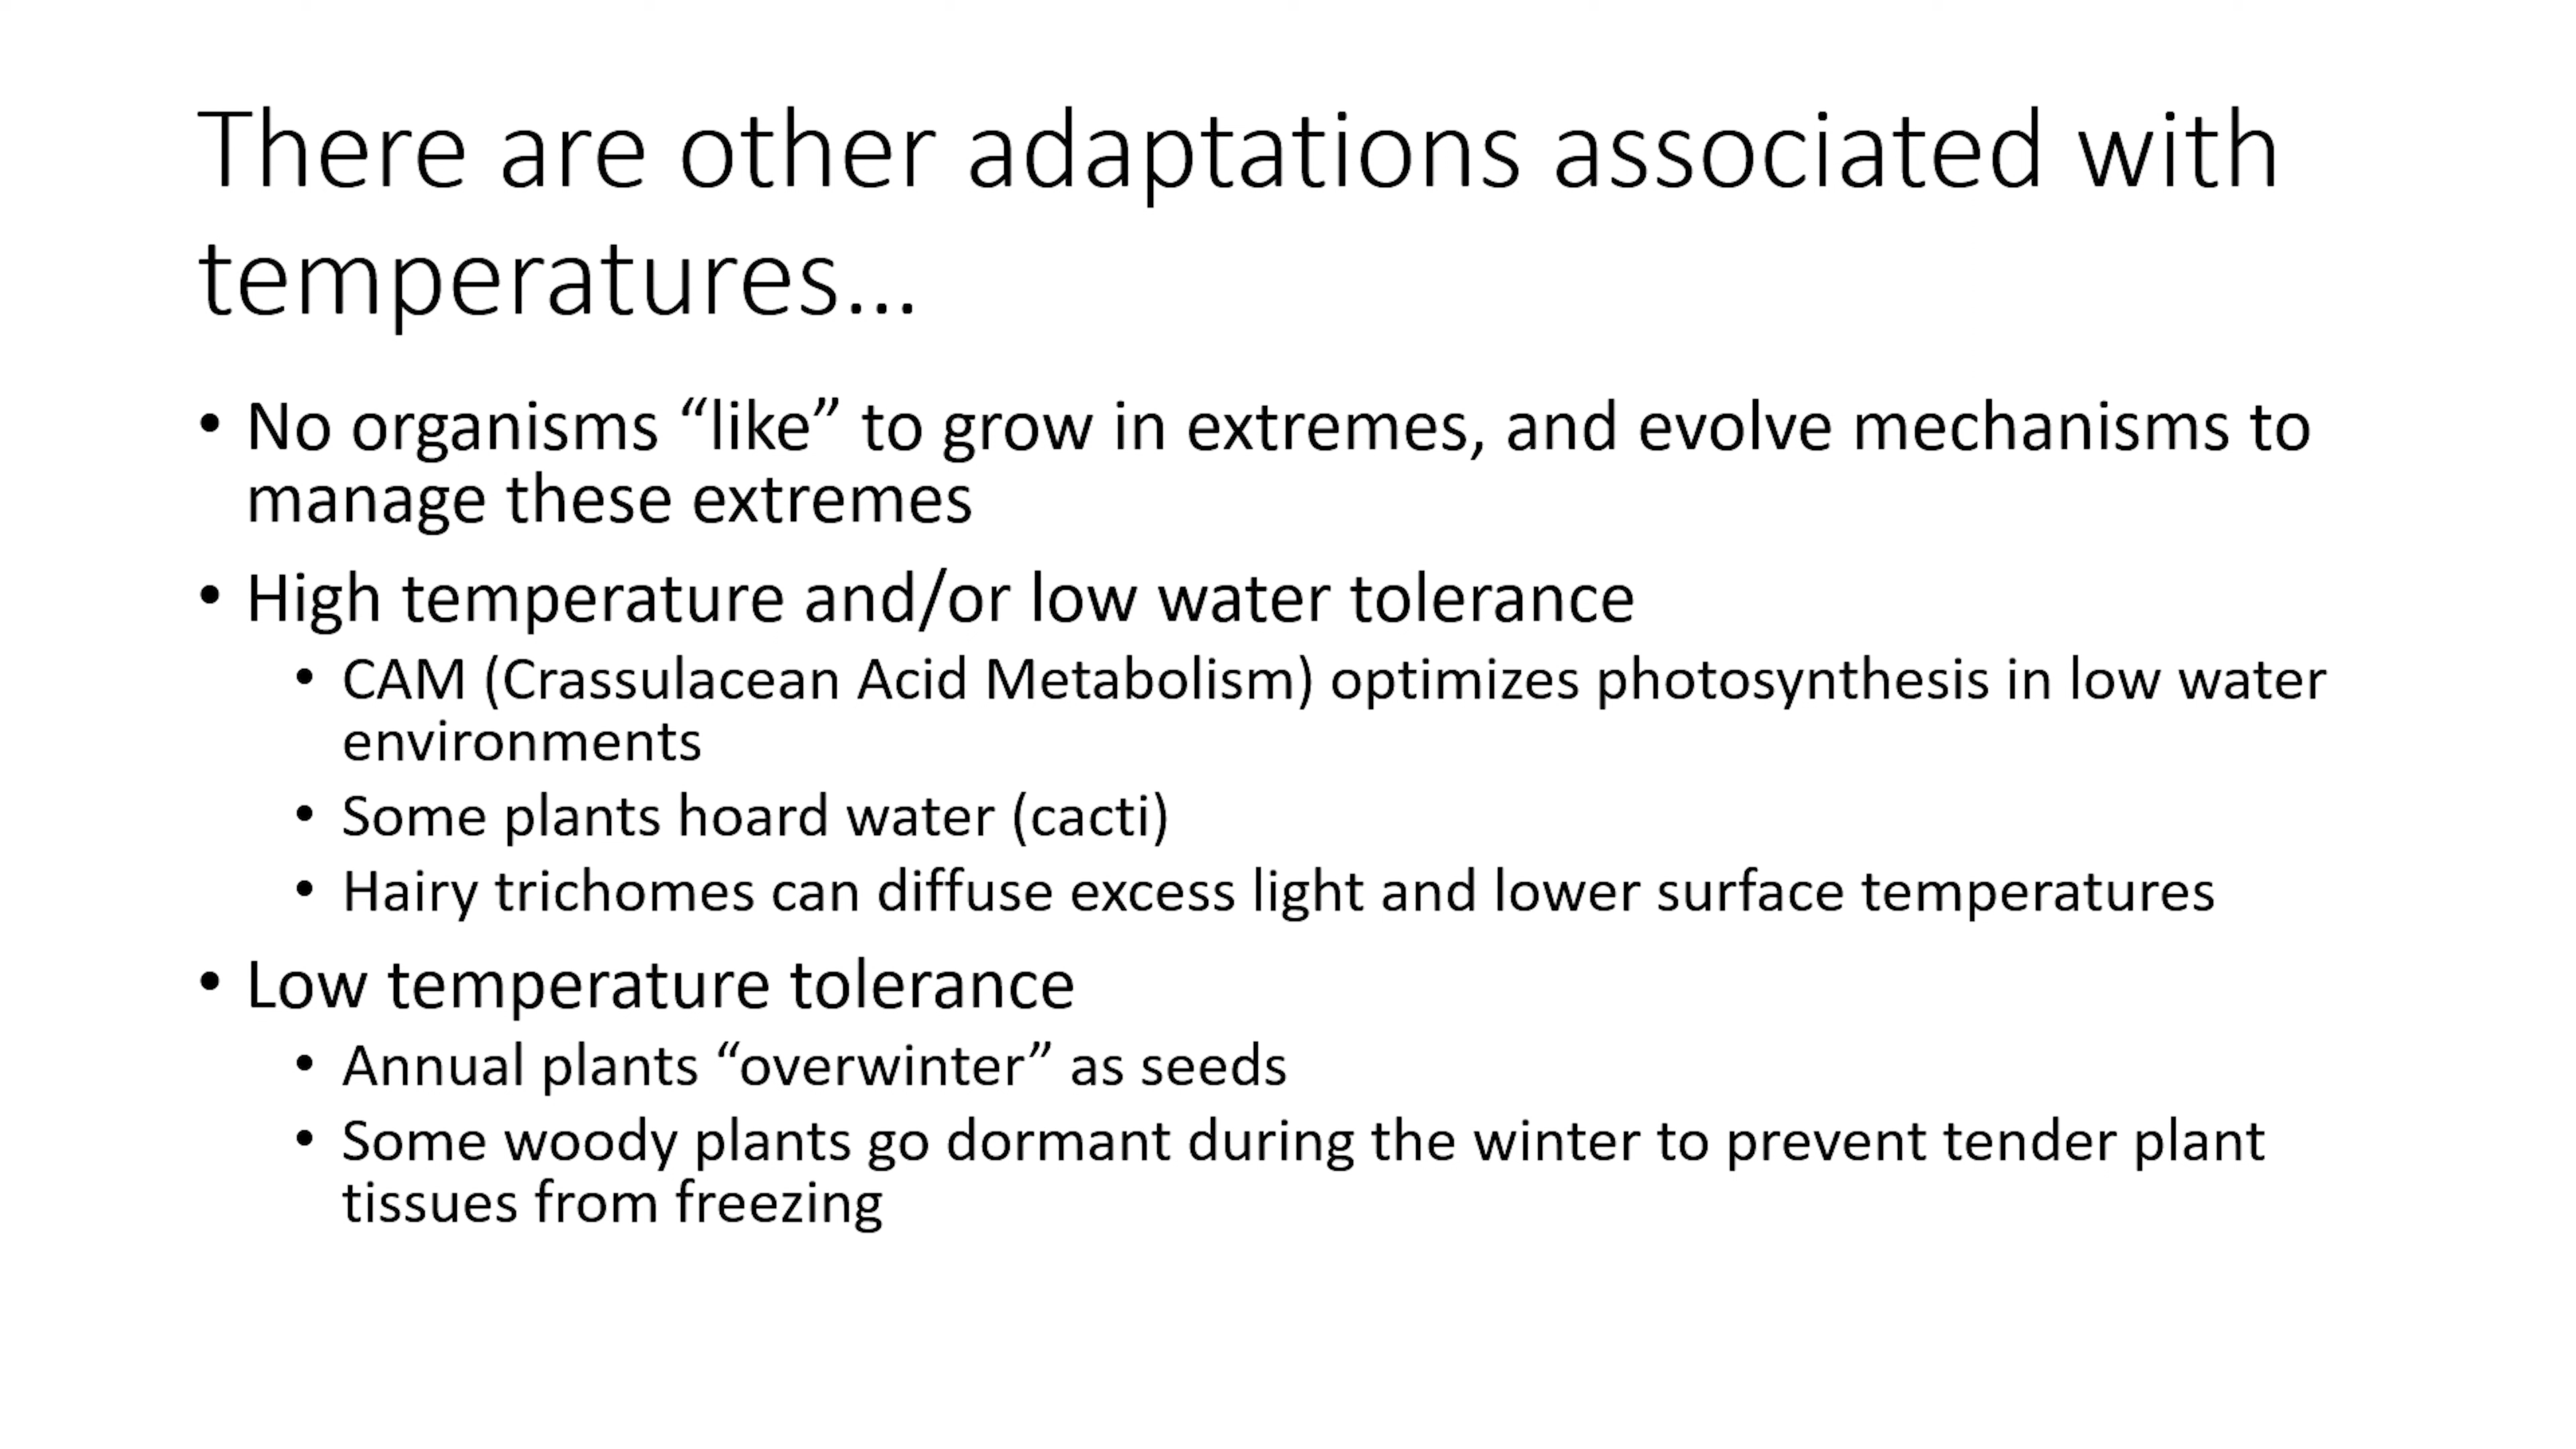 There are other adaptations associated with
temperatures…
• No organisms “like” to grow in extremes, and evolve mechanisms to
manage these extremes
• High temperature and/or low water tolerance
• CAM (Crassulacean Acid Metabolism) optimizes photosynthesis in low water
environments
• Some plants hoard water (cacti)
• Hairy trichomes can diffuse excess light and lower surface temperatures
• Low temperature tolerance
• Annual plants “overwinter” as seeds
• Some woody plants go dormant during the winter to prevent tender plant
tissues from freezing